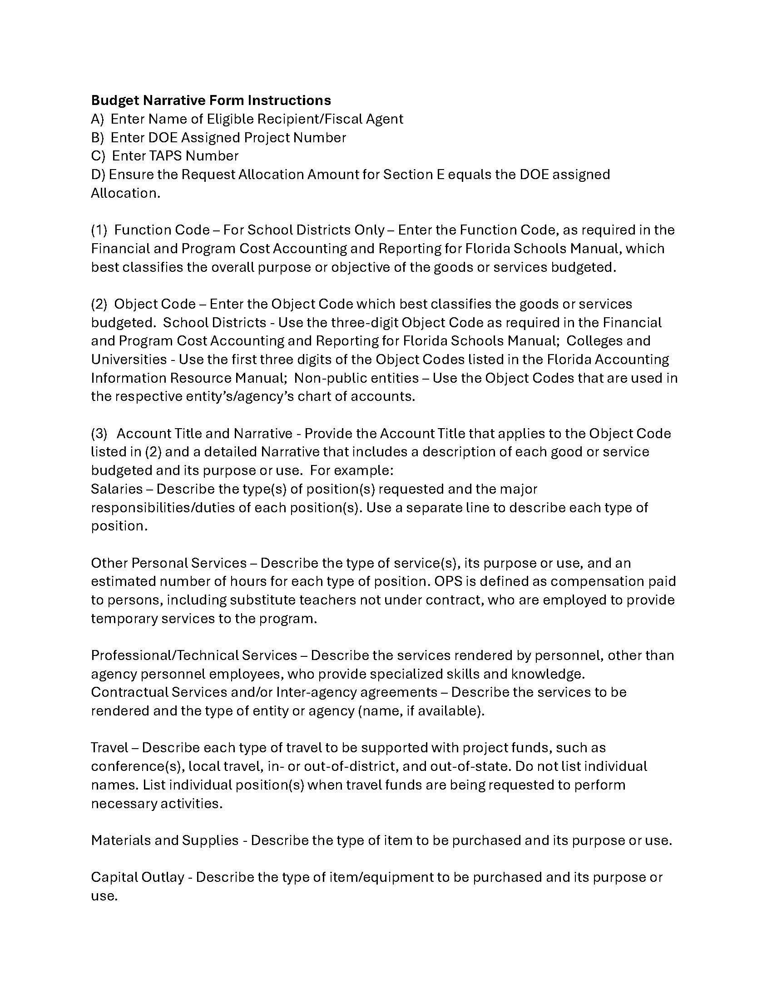 Budget Narrative Form Instructions
A)  Enter Name of Eligible Recipient/Fiscal Agent
B)  Enter DOE Assigned Project Number
C)  Enter TAPS Number
D) Ensure the Request Allocation Amount for Section E equals the DOE assigned
Allocation.
(1)  Function Code – For School Districts Only – Enter the Function Code, as required in the
Financial and Program Cost Accounting and Reporting for Florida Schools Manual, which
best classifies the overall purpose or objective of the goods or services budgeted.
(2)  Object Code – Enter the Object Code which best classifies the goods or services
budgeted.  School Districts - Use the three-digit Object Code as required in the Financial
and Program Cost Accounting and Reporting for Florida Schools Manual;  Colleges and
Universities - Use the first three digits of the Object Codes listed in the Florida Accounting
Information Resource Manual;  Non-public entities – Use the Object Codes that are used in
the respective entity’s/agency’s chart of accounts.
(3)   Account Title and Narrative - Provide the Account Title that applies to the Object Code
listed in (2) and a detailed Narrative that includes a description of each good or service
budgeted and its purpose or use.  For example:
Salaries – Describe the type(s) of position(s) requested and the major
responsibilities/duties of each position(s). Use a separate line to describe each type of
position.
Other Personal Services – Describe the type of service(s), its purpose or use, and an
estimated number of hours for each type of position. OPS is defined as compensation paid
to persons, including substitute teachers not under contract, who are employed to provide
temporary services to the program.
Professional/Technical Services – Describe the services rendered by personnel, other than
agency personnel employees, who provide specialized skills and knowledge.
Contractual Services and/or Inter-agency agreements – Describe the services to be
rendered and the type of entity or agency (name, if available).
Travel – Describe each type of travel to be supported with project funds, such as
conference(s), local travel, in- or out-of-district, and out-of-state. Do not list individual
names. List individual position(s) when travel funds are being requested to perform
necessary activities.
Materials and Supplies - Describe the type of item to be purchased and its purpose or use.
Capital Outlay - Describe the type of item/equipment to be purchased and its purpose or
use.